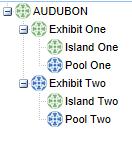 AUDUBON
Exhibit One
Island One
Pool One
Exhibit Two
Island Two
Pool Two